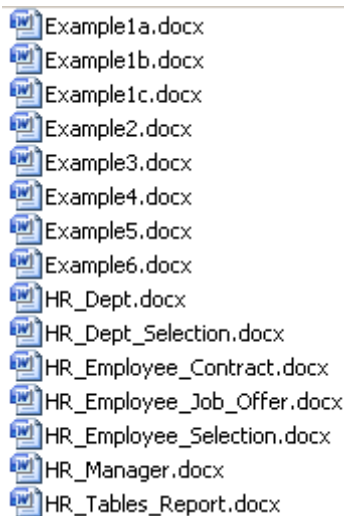 Example1a.docx
Example1b.docx
Example1c.docx
Example2.docx
Example3.docx
Example4.docx
Example5.docx
Example6.docx
HR_Dept.docx
HR_Dept_Selection.docx
HR_Employee_Contract.docx
HR_Employee_Job_Offer.docx
HR_Employee_Selection.docx
HR_Manager.docx
HR_Tables_Report.docx